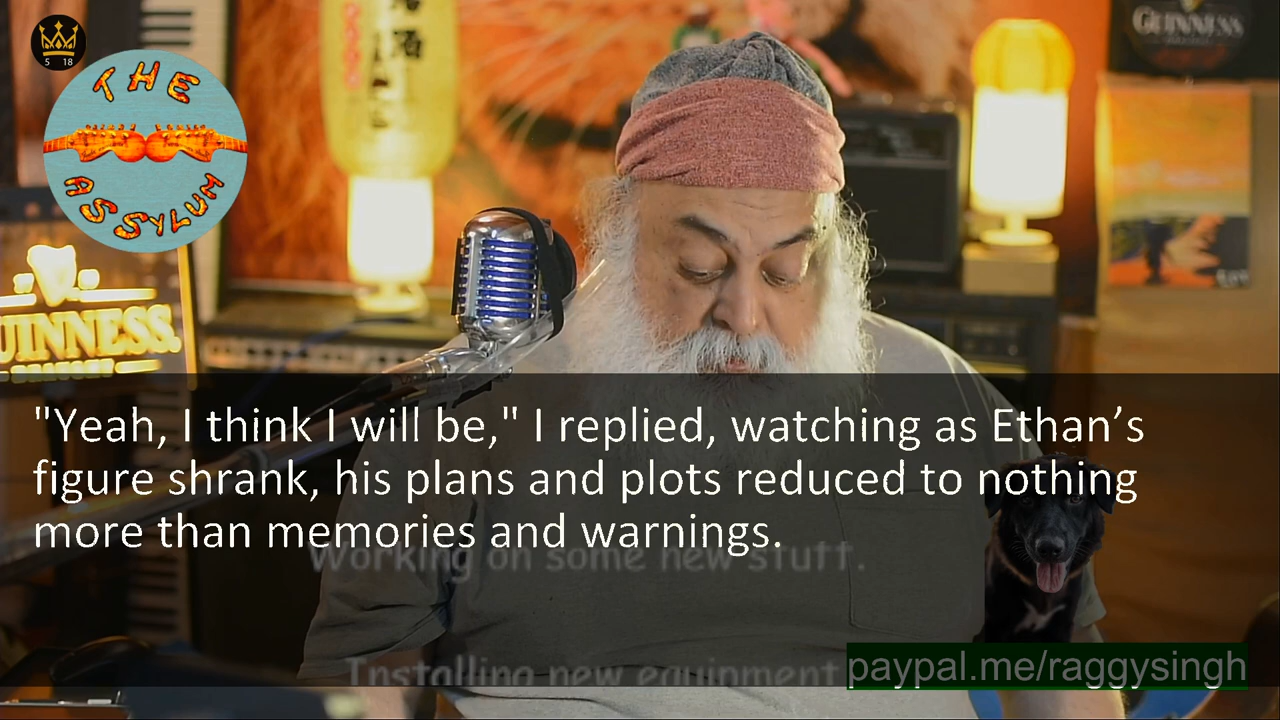 5 18
THE
ASSYLUM
GUINNESS
GUINNESS.
DRAUGHT
"Yeah, I think I will be," I replied, watching as Ethan’s
figure shrank, his plans and plots reduced to nothing
more than memories and warnings.
Working on some new stuff.
Installing new equipment
paypal.me/raggysingh